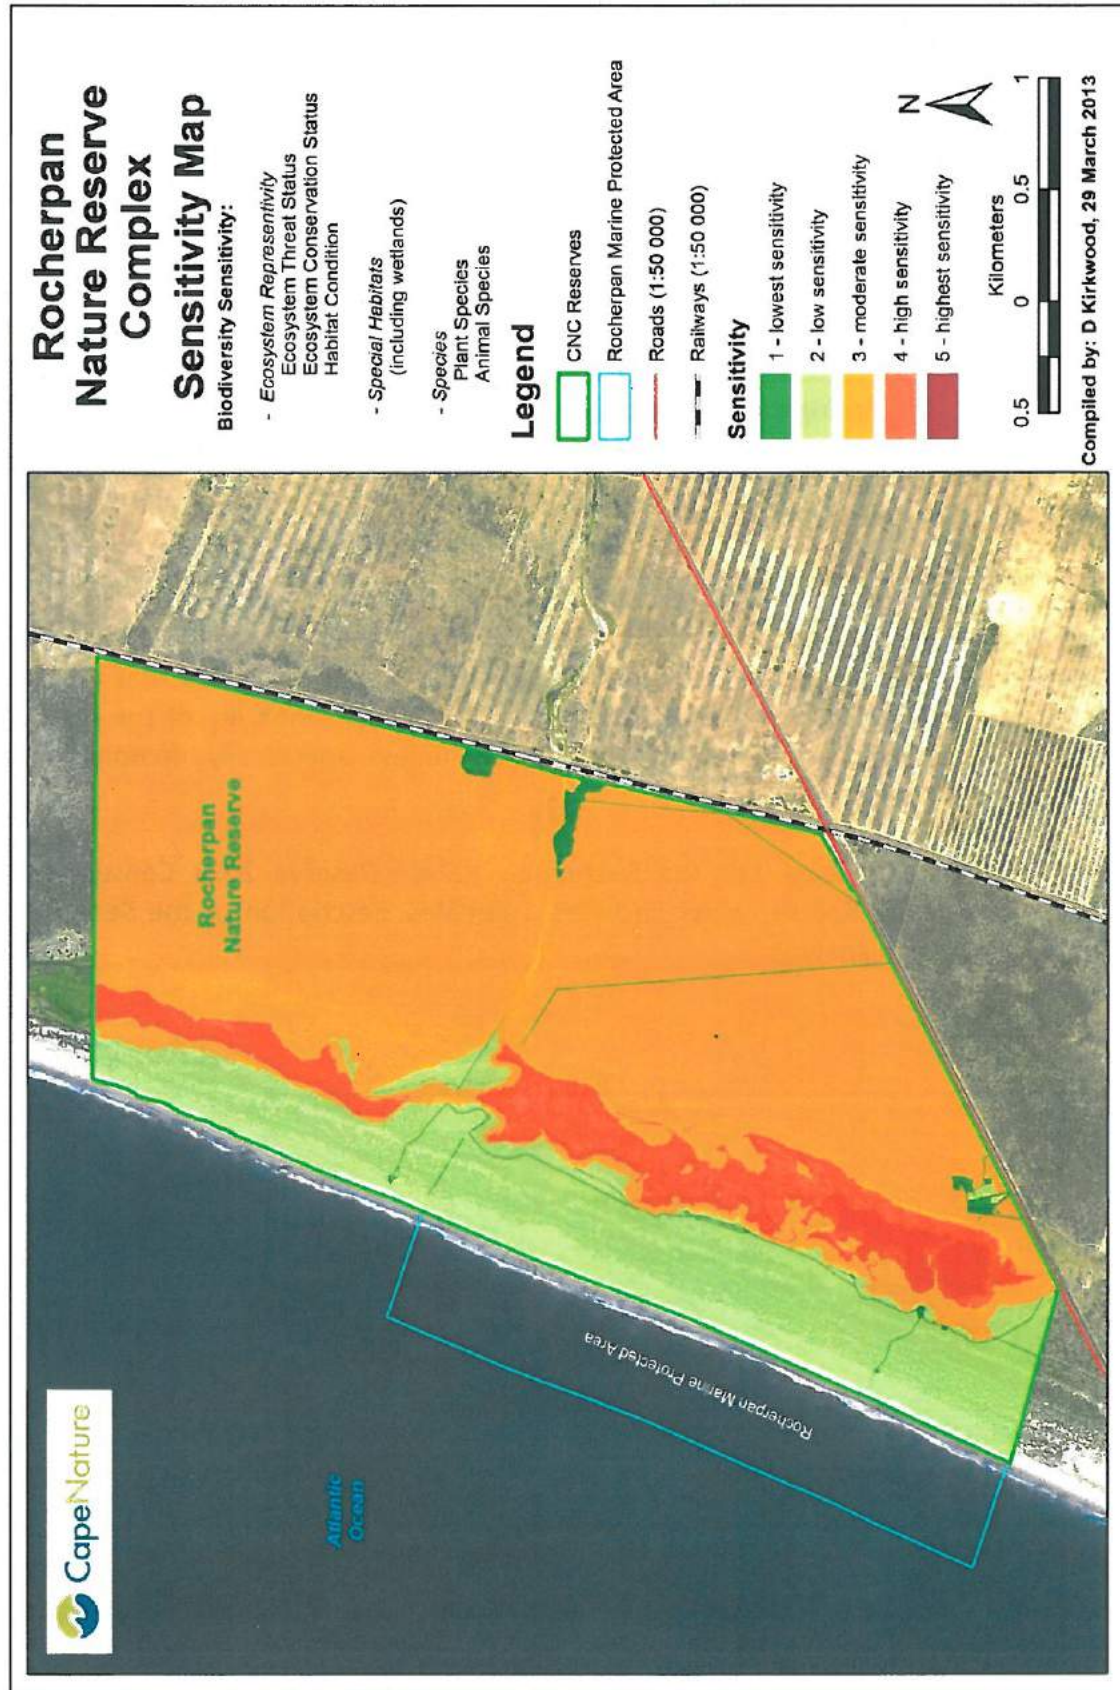 Rocherpan
Nature Reserve
Complex
Sensitivity Map
Biodiversity Sensitivity:
- Ecosystem Representivity
Ecosystem Threat Status
Ecosystem Conservation Status
Habitat Condition
- Special Habitats
(including wetlands)
- Species
Plant Species
Animal Species
Legend
CNC Reserves
Rocherpan Marine Protected Area
Roads (1:50 000)
Railways (1:50 000)
Sensitivity
1 - lowest sensitivity
2 - low sensitivity
3 - moderate sensitivity
4 - high sensitivity
5 - highest sensitivity
N
Kilometers
0.5 0 0.5 1
Compiled by: D Kirkwood, 29 March 2013
CapeNature
Atlantic
Ocean
Rocherpan Marine Protected Area
Rocherpan
Nature Reserve